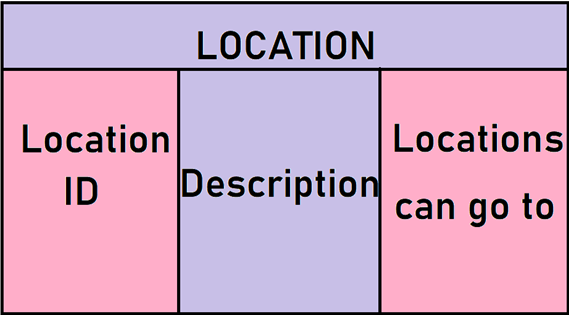 LOCATION
Location
ID
Description
Locations
can go to